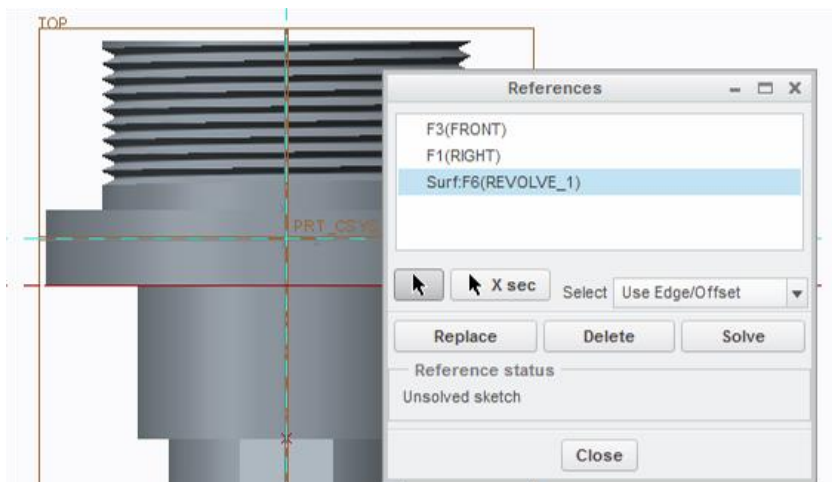 TOP
PRT_CSYS
References
F3(FRONT)
F1(RIGHT)
Surf:F6(REVOLVE_1)
X sec
Select
Use Edge/Offset
Replace
Delete
Solve
Reference status
Unsolved sketch
Close